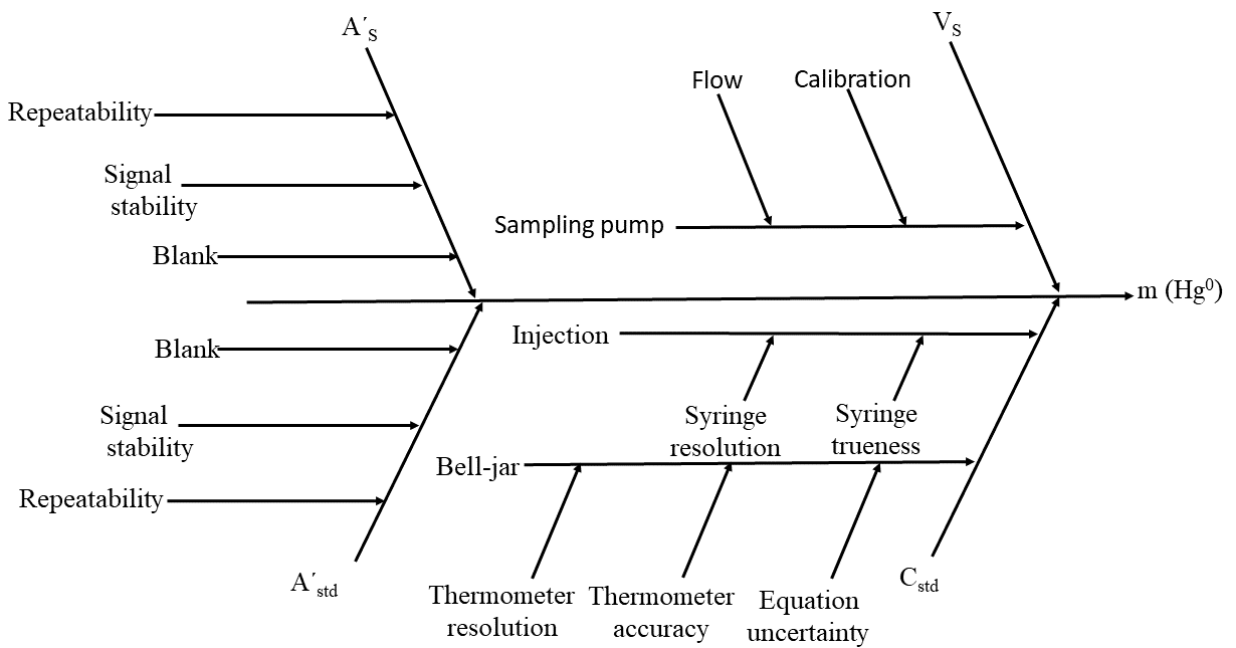 A´S
VS
Flow
Calibration
Repeatability
Signal
stability
Sampling pump
Blank
m (Hg0)
Injection
Blank
Signal
stability
Syringe
resolution
Syringe
trueness
Bell-jar
Repeatability
A´std
Cstd
Thermometer
resolution
Thermometer
accuracy
Equation
uncertainty